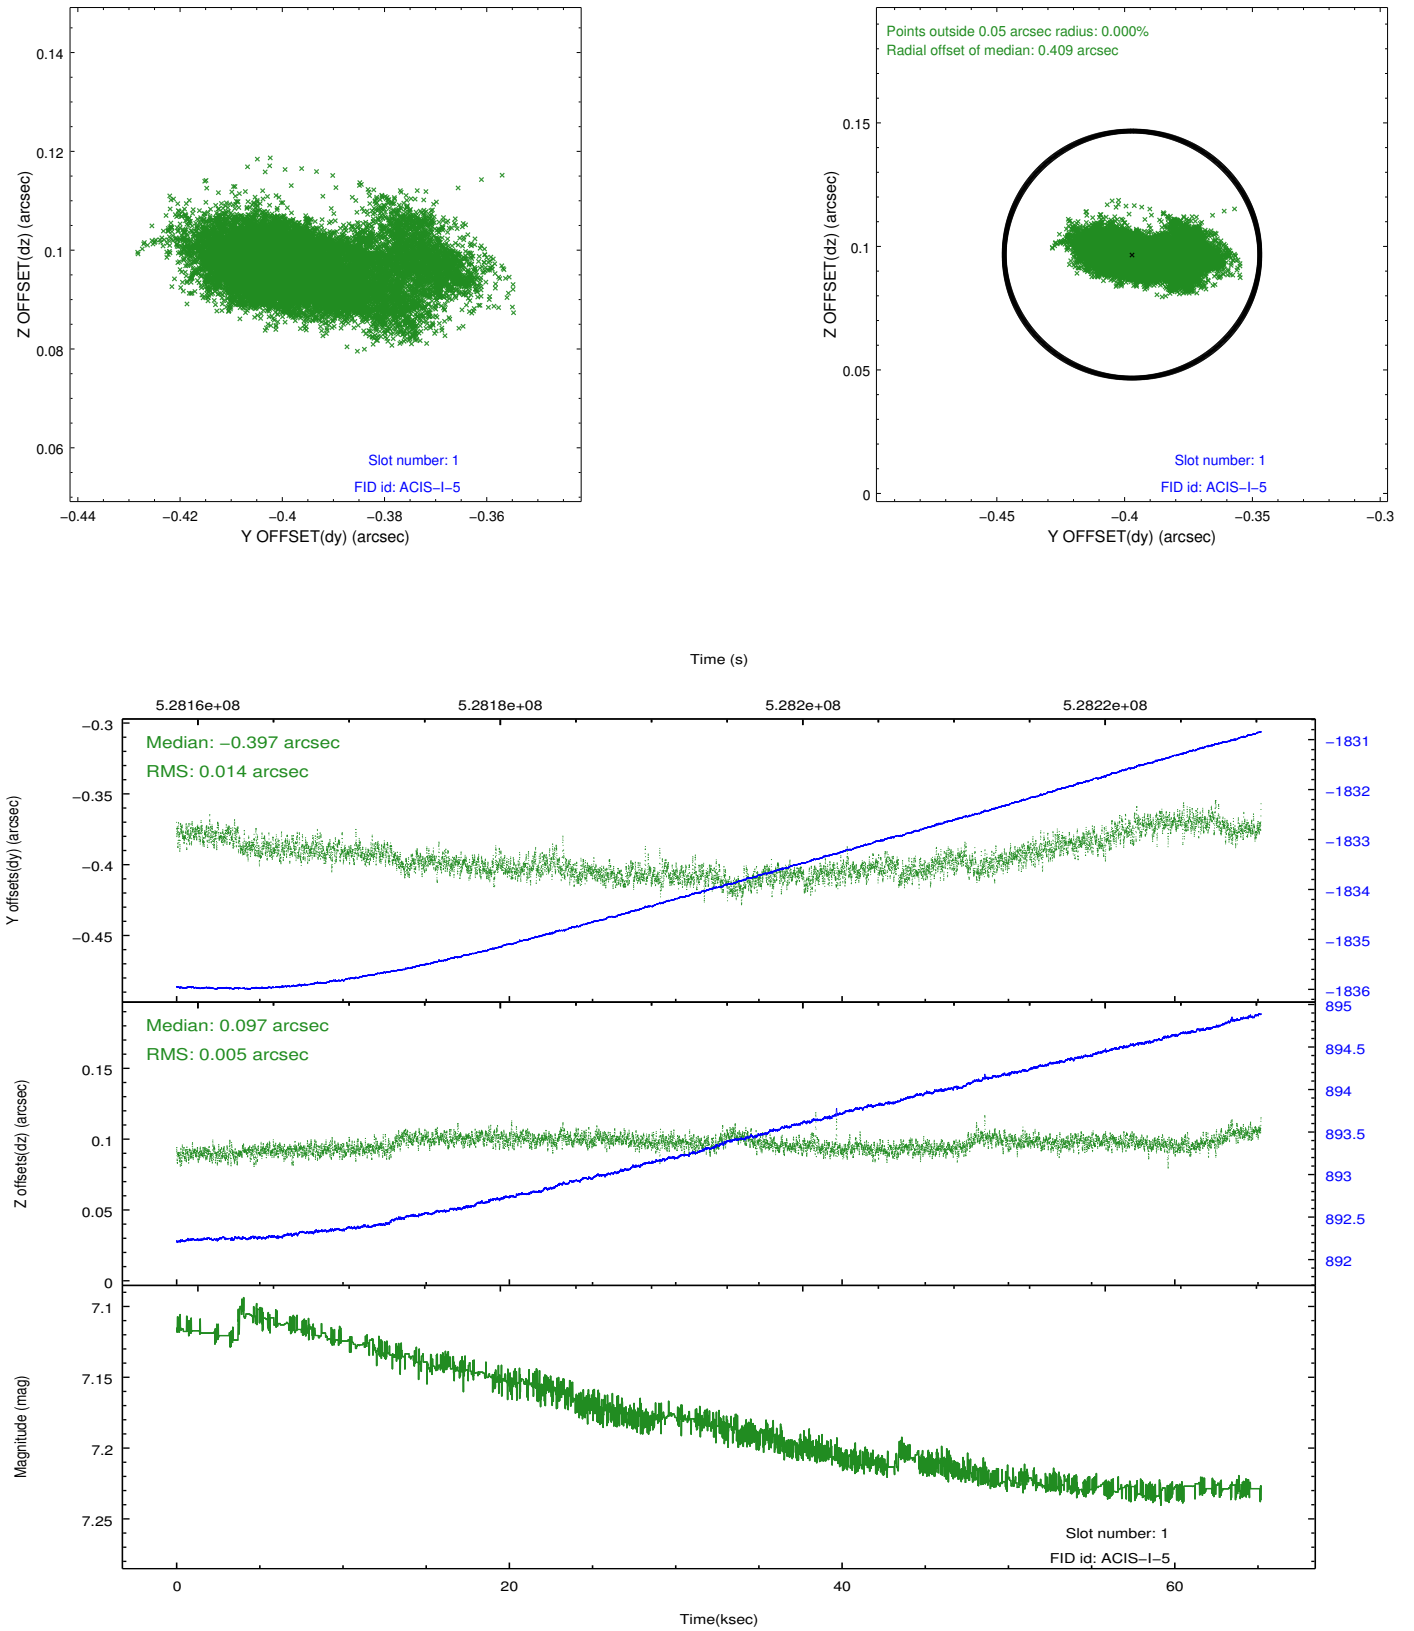 0.14
0.12
0.1
0.08
0.06
Z OFFSET(dz) (arcsec)
Slot number: 1
FID id: ACIS−I−5
−0.44 −0.42 −0.4 −0.38 −0.36
Y OFFSET(dy) (arcsec)
Points outside 0.05 arcsec radius: 0.000%
Radial offset of median: 0.409 arcsec
0.15
0.1
0.05
0
Z OFFSET(dz) (arcsec)
Slot number: 1
FID id: ACIS−I−5
−0.45 −0.4 −0.35 −0.3
Y OFFSET(dy) (arcsec)
Time (s)
5.2816e+08 5.2818e+08 5.282e+08 5.2822e+08
Median: −0.397 arcsec
RMS: 0.014 arcsec
−0.3
−0.35
−0.4
−0.45
Y offsets(dy) (arcsec)
−1831
−1832
−1833
−1834
−1835
−1836
Median: 0.097 arcsec
RMS: 0.005 arcsec
0.15
0.1
0.05
0
Z offsets(dz) (arcsec)
895
894.5
894
893.5
893
892.5
892
7.1
7.15
7.2
7.25
Magnitude (mag)
Slot number: 1
FID id: ACIS−I−5
0 20 40 60
Time(ksec)